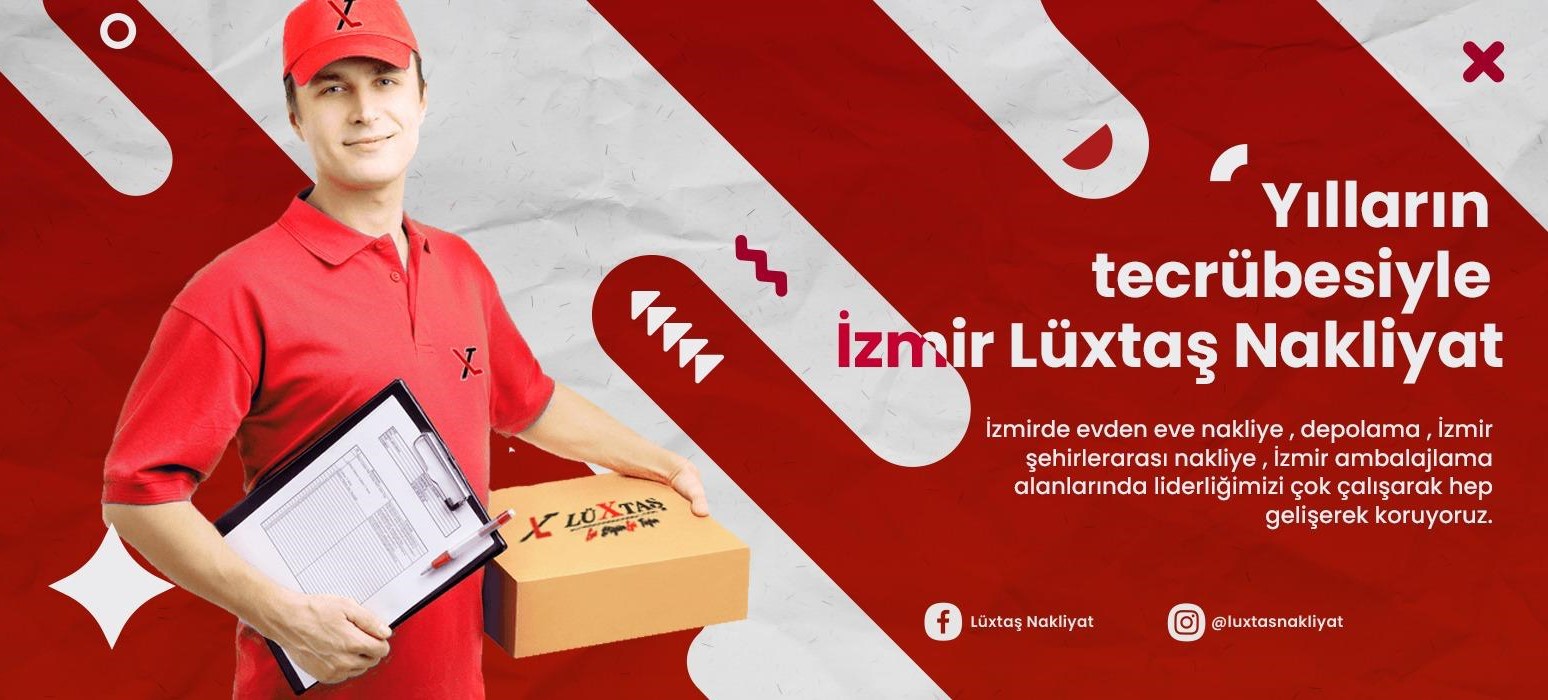 Yılların
tecrübesiyle
İzmir Lüxtaş Nakliyat
İzmirde evden eve nakliye , depolama , İzmir
şehirlerarası nakliye , İzmir ambalajlama
alanlarında liderliğimizi çok çalışarak hep
gelişerek koruyoruz.
LÜXTAŞ
Lüxtaş Nakliyat
@luxtasnakliyat